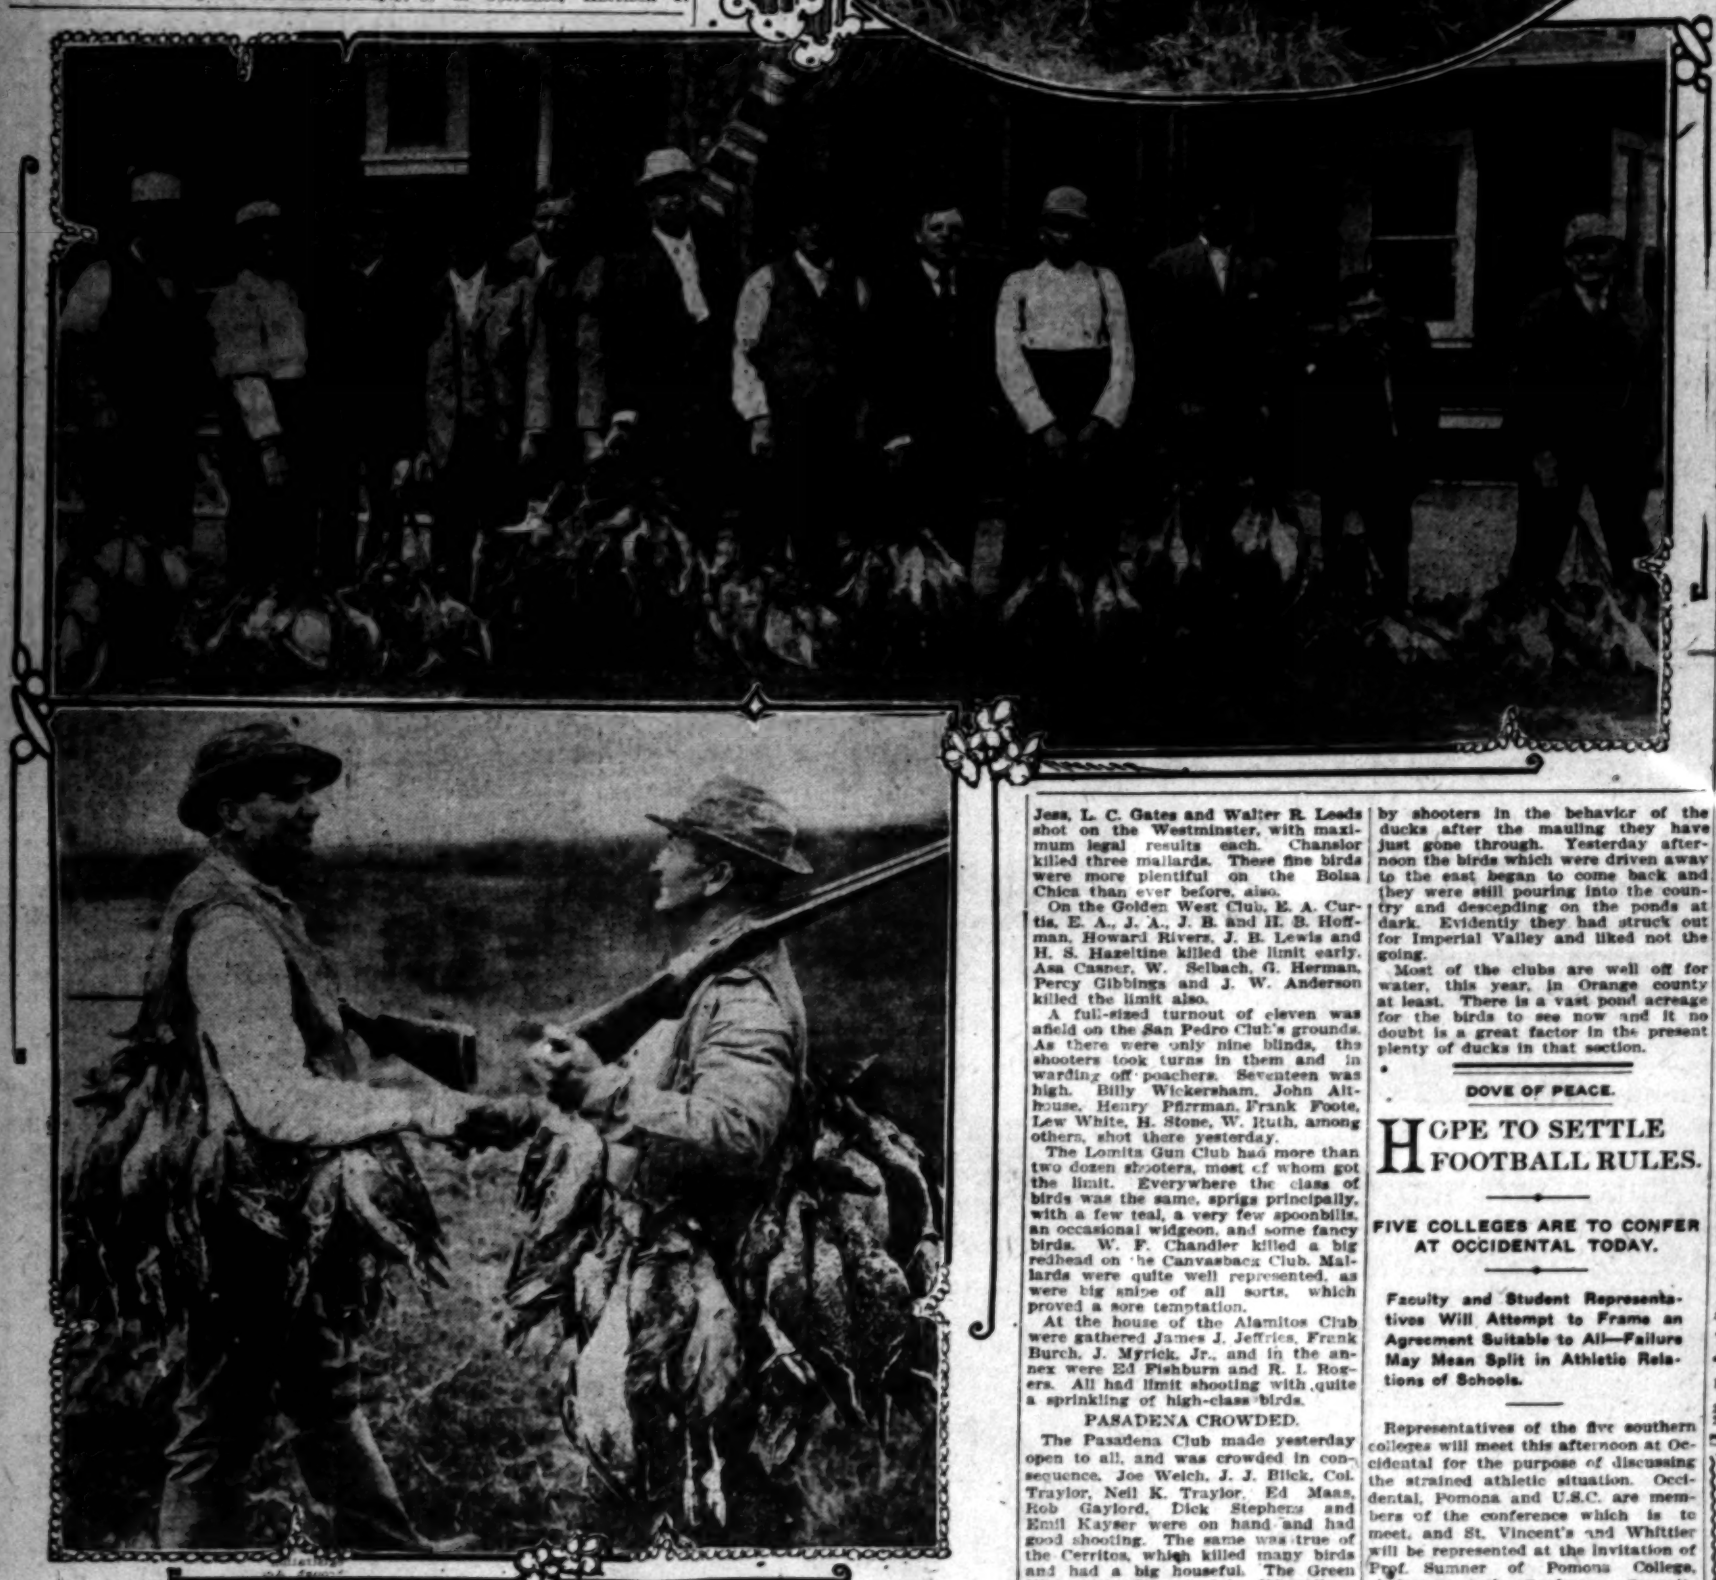 Jess, L. C. Gates and Walter R. Leeds
shot on the Westminster, with maxi-
mum legal results each. Chanslor
killed three mallards. These fine birds
were more plentiful on the Bolsa
Chica than ever before, also.
On the Golden West Club, E. A. Cur-
tis, E. A., J. A., J. B. and H. B. Hoff-
man, Howard Rivers, J. B. Lewis and
H. S. Hazeltine killed the limit early.
Asa Casner, W. Selbach, G. Herman,
Percy Gibbings and J. W. Anderson
killed the limit also.
A full-sized turnout of eleven was
afield on the San Pedro Club's grounds.
As there were only nine blinds, the
shooters took turns in them and in
warding off poachers. Seventeen was
high. Billy Wickersham, John Alt-
house, Henry Pfirrman, Frank Foote,
Lew White, H. Stone, W. Ruth, among
others, shot there yesterday.
The Lomita Gun Club had more than
two dozen shooters, most of whom got
the limit. Everywhere the class of
birds was the same, sprigs principally,
with a few teal, a very few spoonbills,
an occasional widgeon, and some fancy
birds. W. F. Chandler killed a big
redhead on the Canvasback Club. Mal-
lards were quite well represented, as
were big snipe of all sorts, which
proved a sore temptation.
At the house of the Alamitos Club
were gathered James J. Jeffries, Frank
Burch, J. Myrick, Jr., and in the an-
nex were Ed Fishburn and R. I. Rog-
ers. All had limit shooting with quite
a sprinkling of high-class birds.
PASADENA CROWDED.
The Pasadena Club made yesterday
open to all, and was crowded in con-
sequence. Joe Welch, J. J. Blick, Col.
Traylor, Neil K. Traylor, Ed Maas,
Rob Gaylord, Dick Stephens and
Emil Kayser were on hand and had
good shooting. The same was true of
the Cerritos, which killed many birds
and had a big houseful. The Green
by shooters in the behavior of the
ducks after the mauling they have
just gone through. Yesterday after-
noon the birds which were driven away
to the east began to come back and
they were still pouring into the coun-
try and descending on the ponds at
dark. Evidently they had struck out
for Imperial Valley and liked not the
going.
Most of the clubs are well off for
water, this year, in Orange county
at least. There is a vast pond acreage
for the birds to see now and it no
doubt is a great factor in the present
plenty of ducks in that section.
DOVE OF PEACE.
HOPE TO SETTLE
FOOTBALL RULES.
FIVE COLLEGES ARE TO CONFER
AT OCCIDENTAL TODAY.
Faculty and Student Representa-
tives Will Attempt to Frame an
Agreement Suitable to All—Failure
May Mean Split in Athletic Rela-
tions of Schools.
Representatives of the five southern
colleges will meet this afternoon at Oc-
cidental for the purpose of discussing
the strained athletic situation. Occi-
dental, Pomona and U.S.C. are mem-
bers of the conference which is to
meet, and St. Vincent's and Whittier
will be represented at the invitation of
Prof. Sumner of Pomona College,